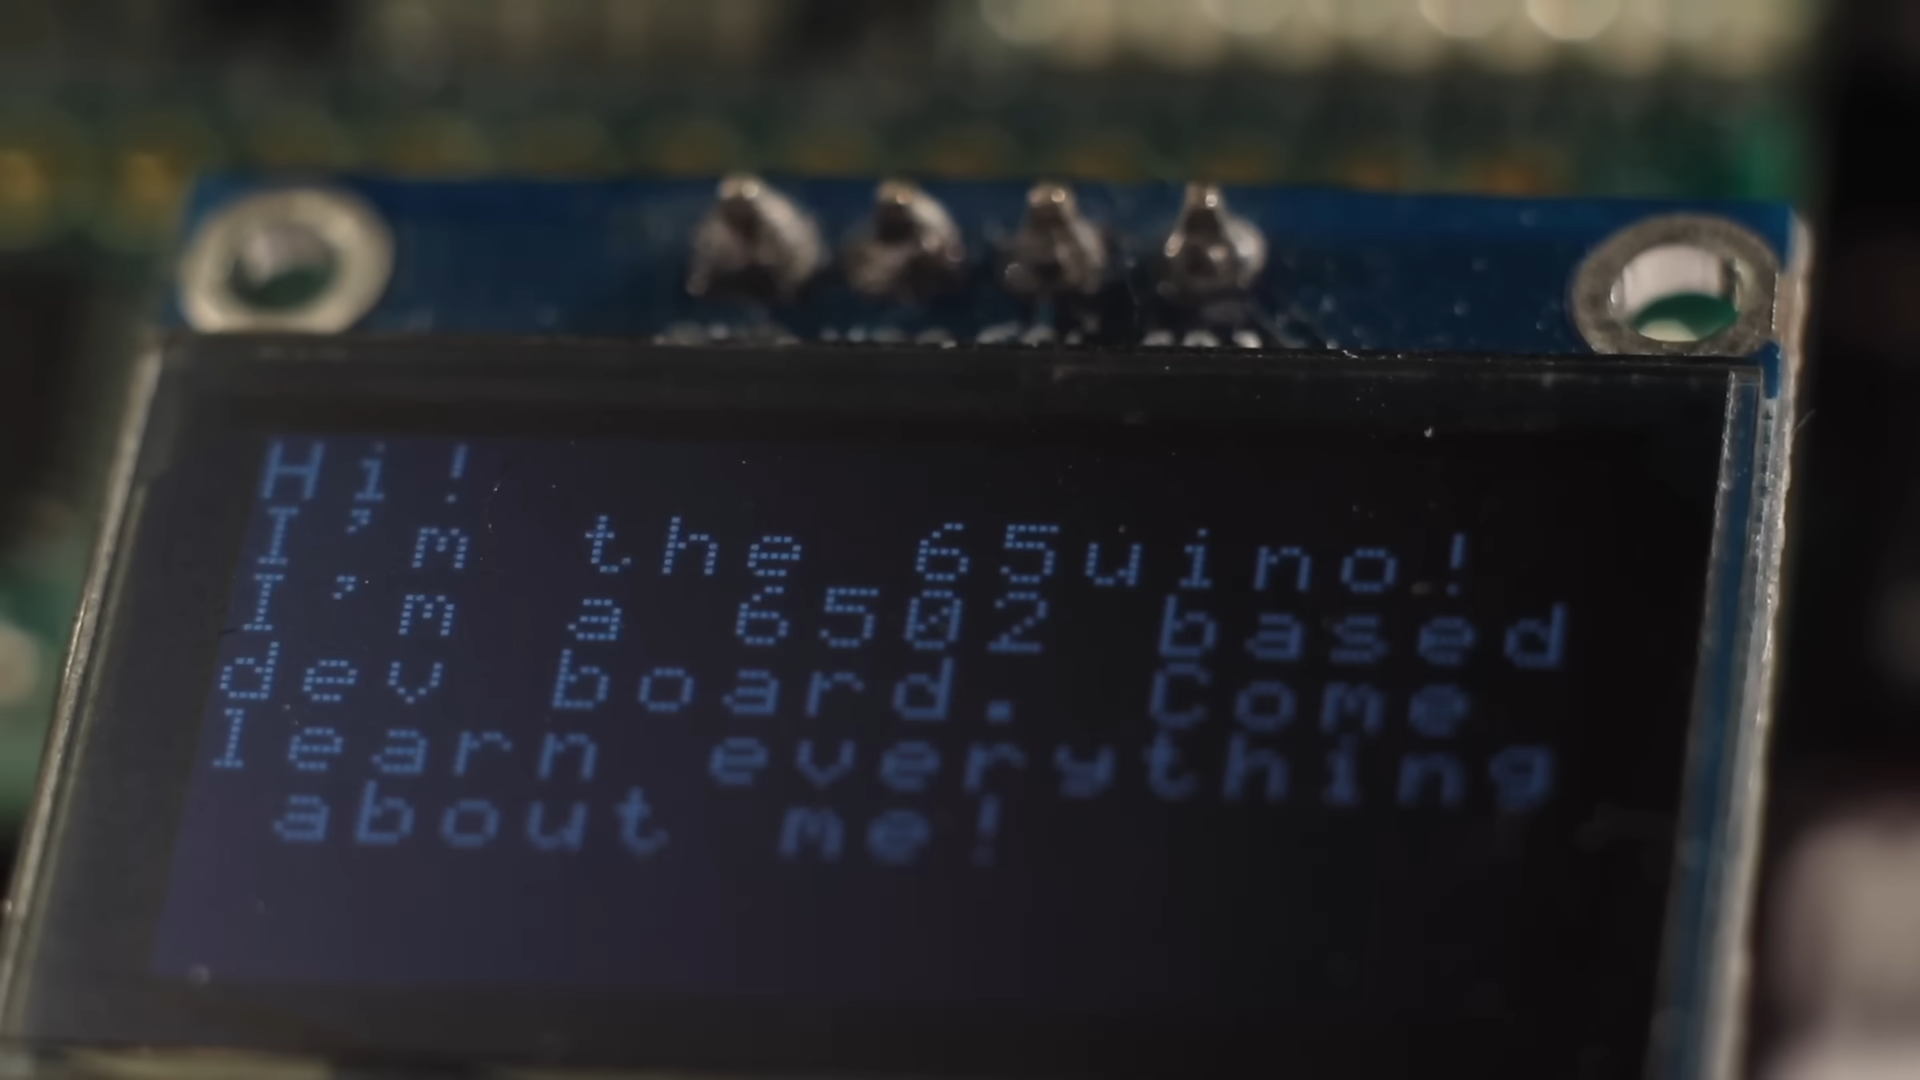 Hi!
I'm the 65uino!
I'm a 6502 based
dev board. Come
learn everything
about me!